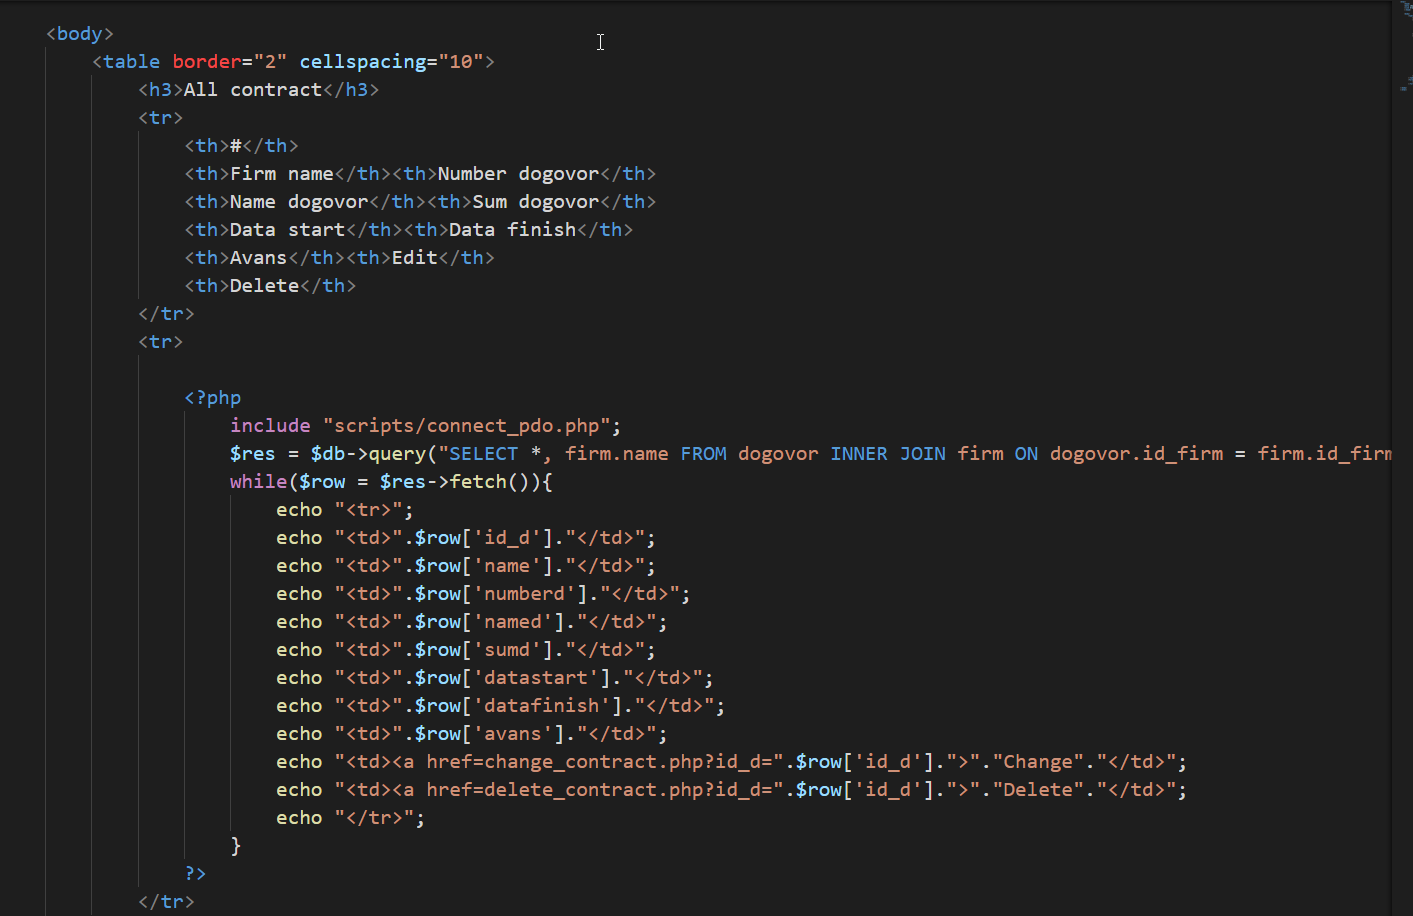 <body>
<table border="2" cellspacing="10">
<h3>All contract</h3>
<tr>
<th>#</th>
<th>Firm name</th><th>Number dogovor</th>
<th>Name dogovor</th><th>Sum dogovor</th>
<th>Data start</th><th>Data finish</th>
<th>Avans</th><th>Edit</th>
<th>Delete</th>
</tr>
<tr>
<?php
include "scripts/connect_pdo.php";
$res = $db->query("SELECT *, firm.name FROM dogovor INNER JOIN firm ON dogovor.id_firm = firm.id_firm
while($row = $res->fetch()){
echo "<tr>";
echo "<td>".$row['id_d']."</td>";
echo "<td>".$row['name']."</td>";
echo "<td>".$row['numberd']."</td>";
echo "<td>".$row['named']."</td>";
echo "<td>".$row['sumd']."</td>";
echo "<td>".$row['datastart']."</td>";
echo "<td>".$row['datafinish']."</td>";
echo "<td>".$row['avans']."</td>";
echo "<td><a href=change_contract.php?id_d=".$row['id_d'].">"."Change"."</td>";
echo "<td><a href=delete_contract.php?id_d=".$row['id_d'].">"."Delete"."</td>";
echo "</tr>";
}
?>
</tr>